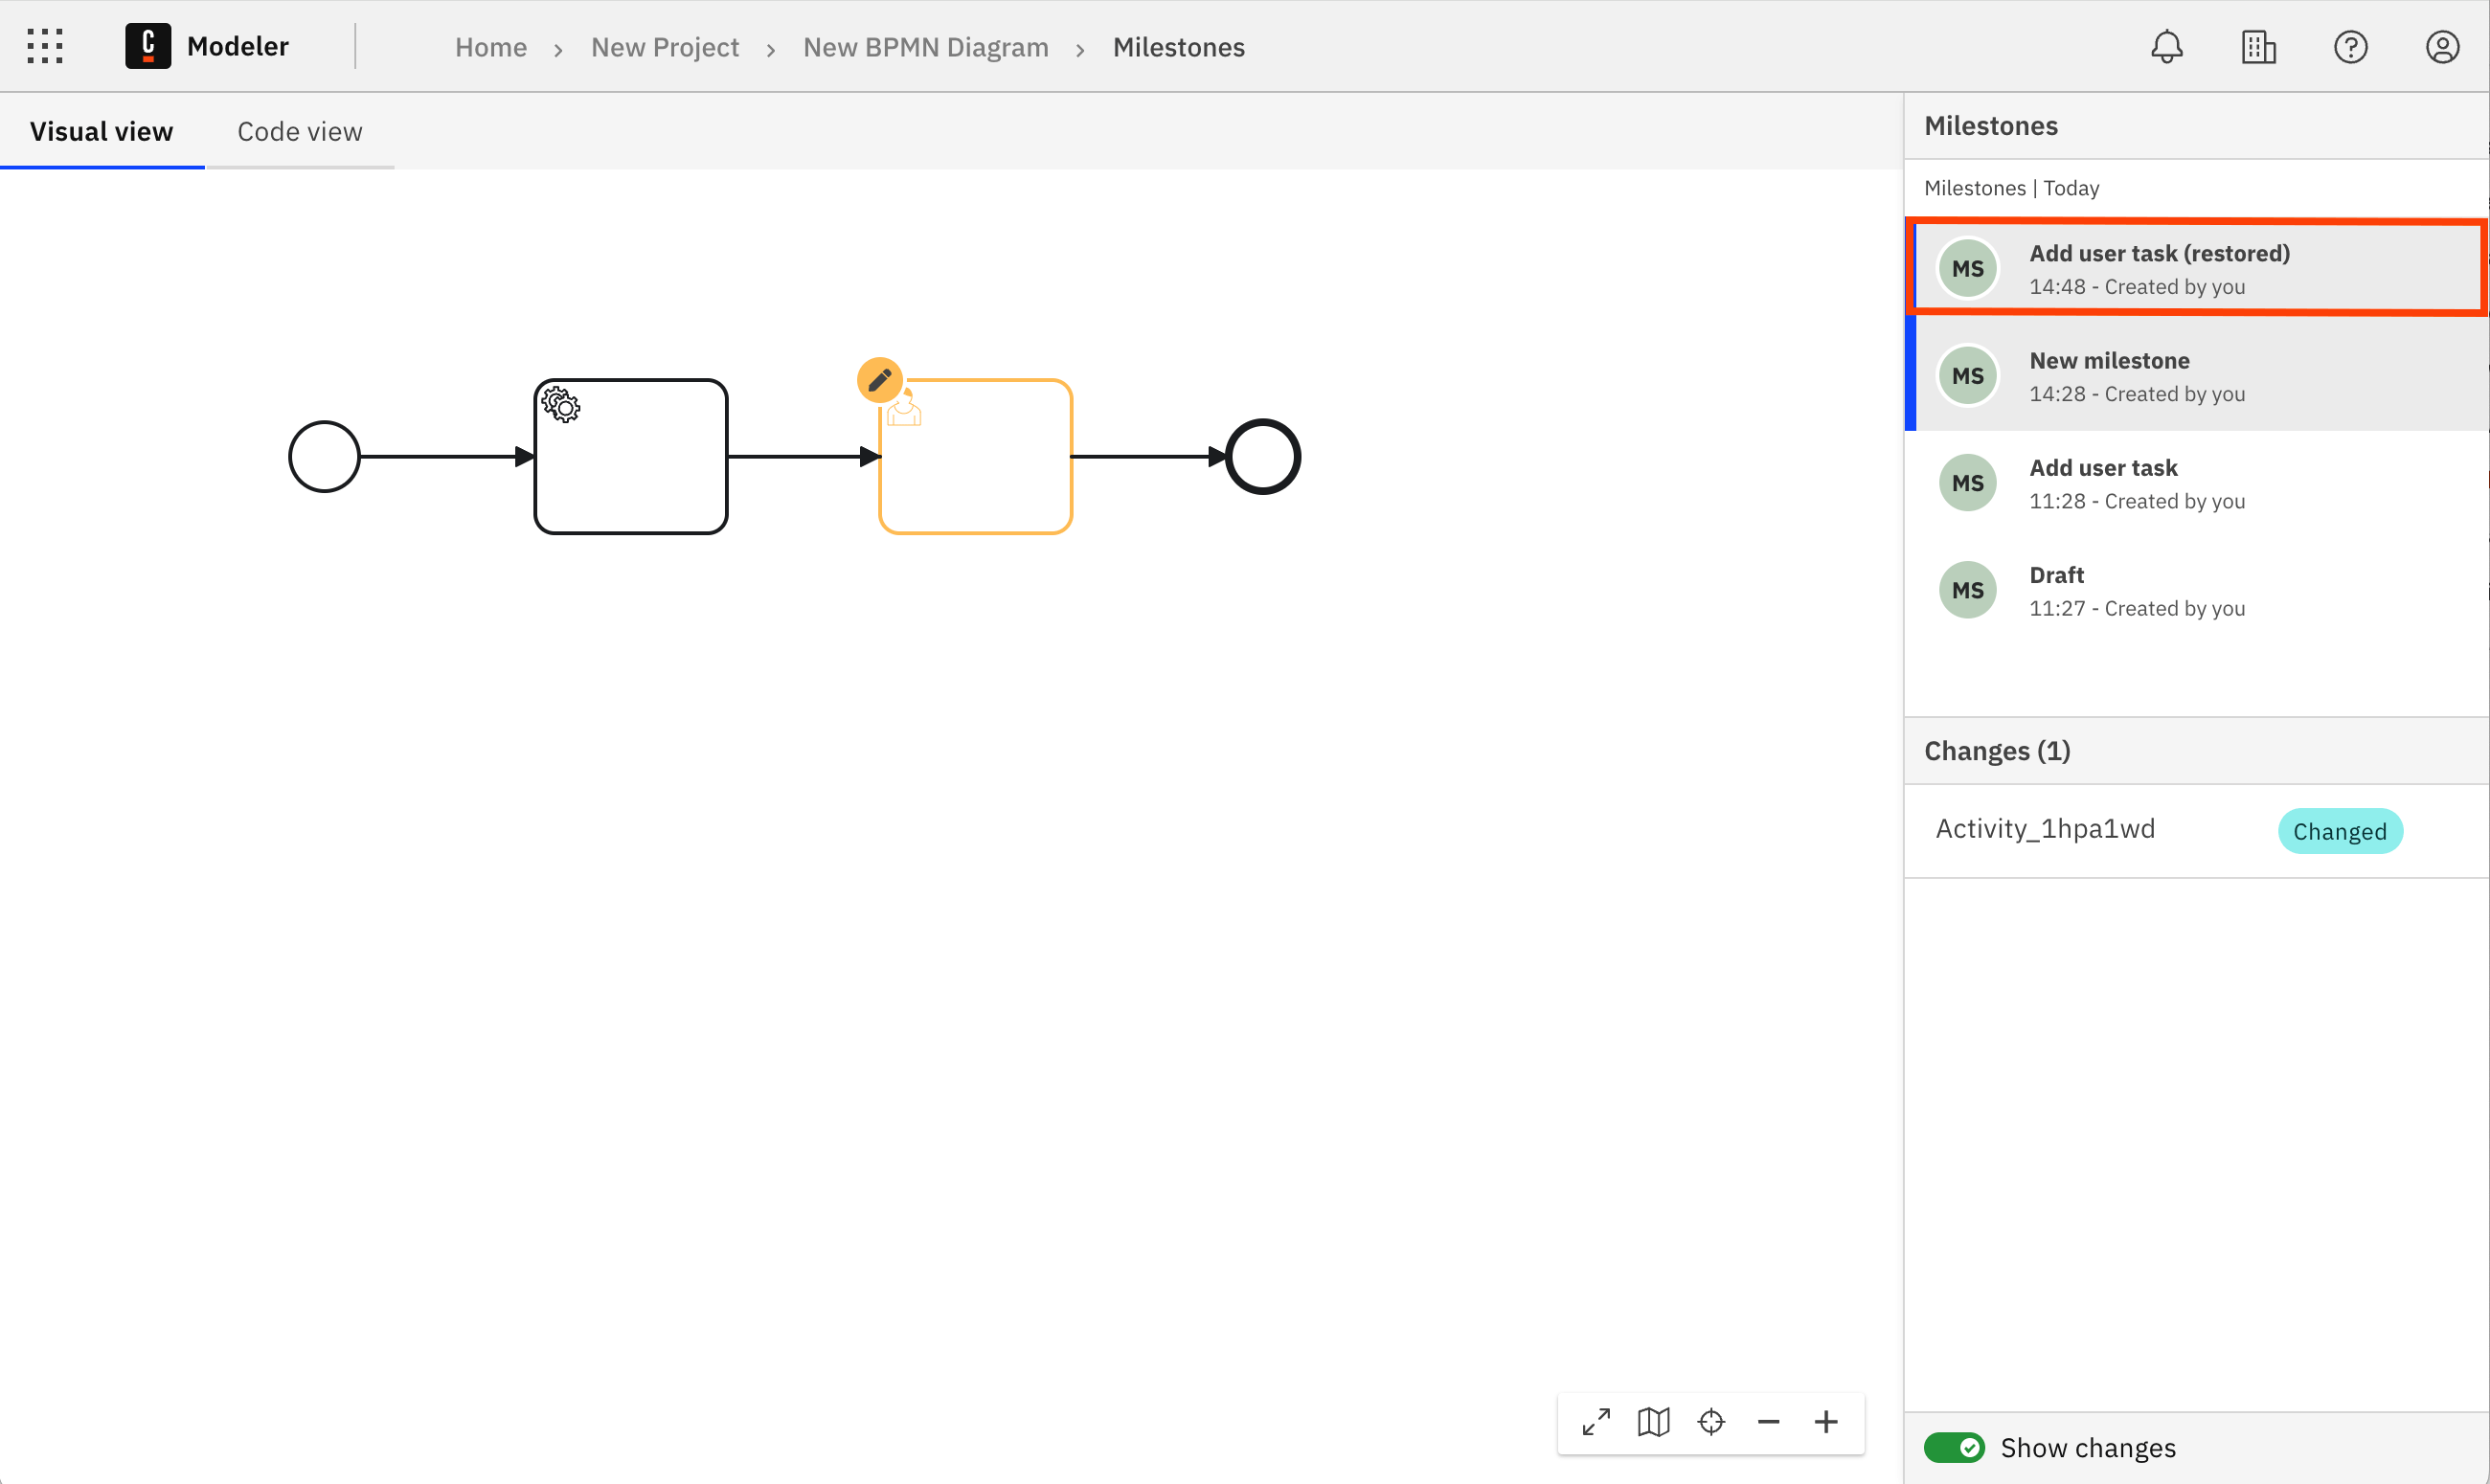 C Modeler
Home › New Project › New BPMN Diagram › Milestones
Visual view
Code view
Milestones
Milestones | Today
MS
Add user task (restored)
14:48 - Created by you
MS
New milestone
14:28 - Created by you
MS
Add user task
11:28 - Created by you
MS
Draft
11:27 - Created by you
Changes (1)
Activity_1hpa1wd
Changed
Show changes